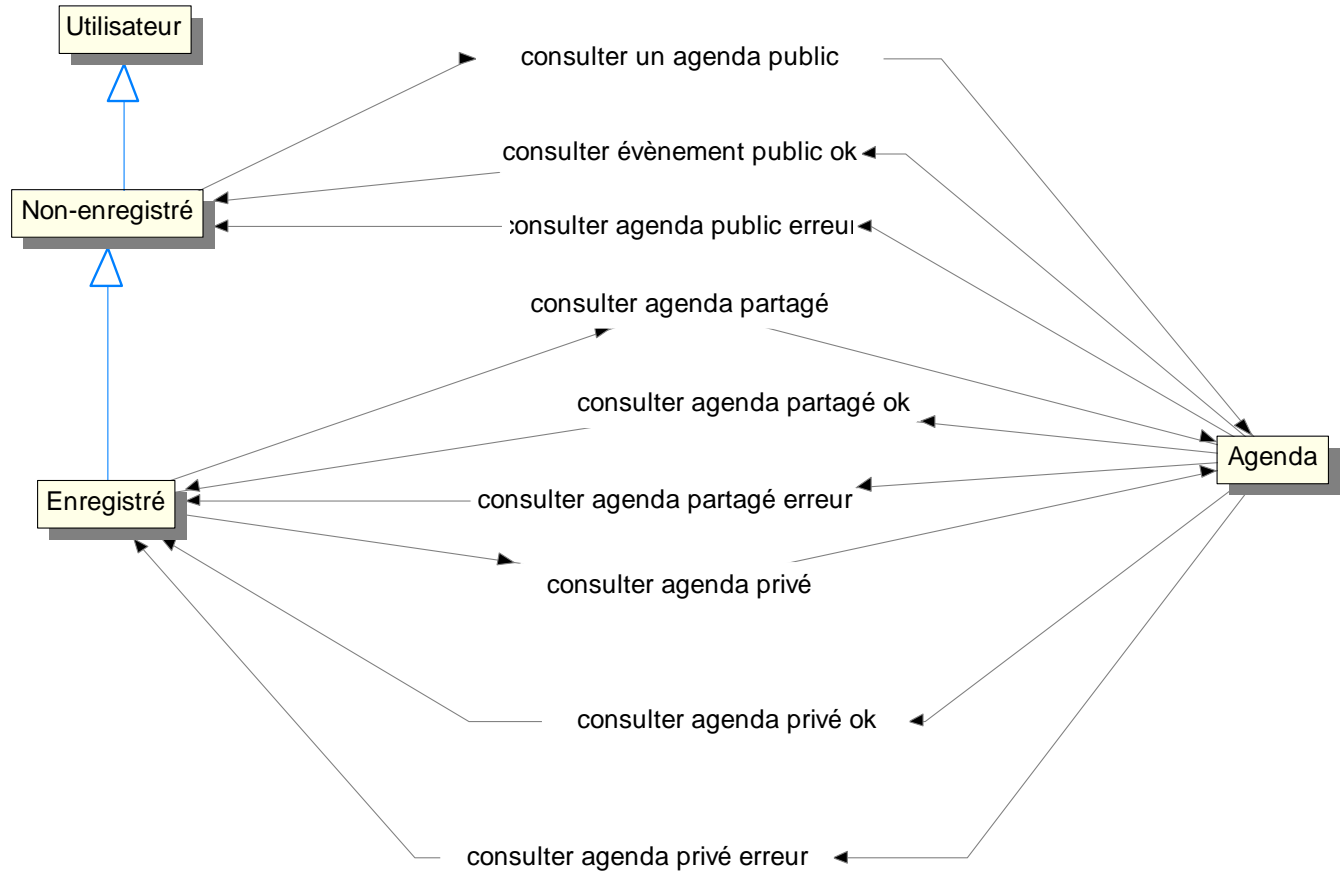 Utilisateur
consulter un agenda public
consulter évènement public ok
Non-enregistré
consulter agenda public erreur
consulter agenda partagé
consulter agenda partagé ok
Agenda
Enregistré
consulter agenda partagé erreur
consulter agenda privé
consulter agenda privé ok
consulter agenda privé erreur